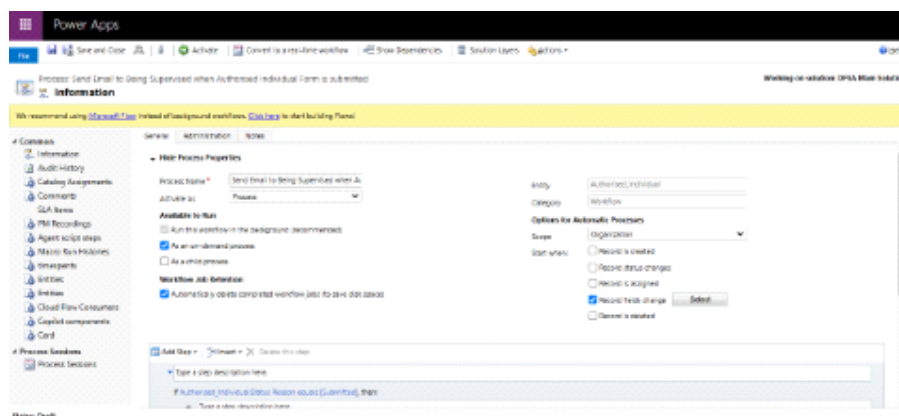 Power Apps
File
Save and Close
Activate
Convert to a real-time workflow
Show Dependencies
Solution Layers
Actions
Process: Send Email to Being Supervised when Authorised Individual Form is submitted
Information
Working on solution: OPSA Main Solutio
We recommend using Microsoft Flow instead of background workflows. Click here to start building Flows!
Common
Information
Audit History
Catalog Assignments
Comments
SLA Items
PM Recordings
Agent script steps
Macro Run Histories
timespents
Entities
Entities
Cloud Flow Consumers
Copilot components
Card
Process Sessions
Process Sessions
General Administration Notes
Hide Process Properties
Process Name *
Send Email to Being Supervised when Au
Activate As
Process
Available to Run
Run this workflow in the background (recommended)
As an on-demand process
As a child process
Workflow Job Retention
Automatically delete completed workflow jobs (to save disk space)
Entity
Authorised_Individual
Category
Workflow
Options for Automatic Processes
Scope
Organization
Start when:
Record is created
Record status changes
Record is assigned
Record fields change
Select
Record is deleted
Add Step
Insert
Delete this step
Type a step description here.
If Authorised_Individual:Status Reason equals [Submitted], then
Type a step description here.
Status: Draft